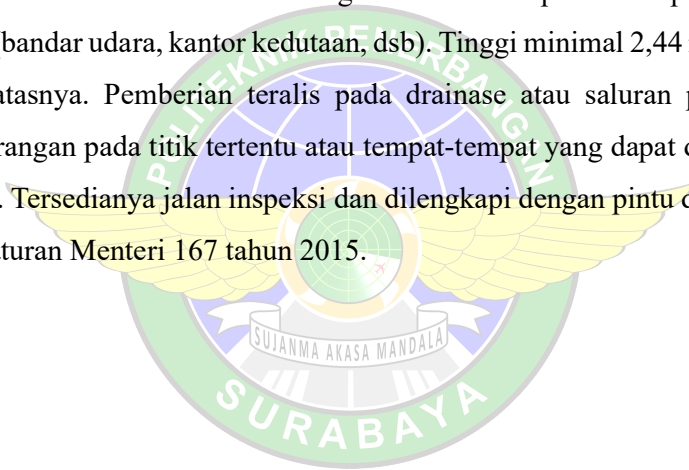 (bandar udara, kantor kedutaan, dsb). Tinggi minimal 2,44
atasnya. Pemberian teralis pada drainase atau saluran
pada titik tertentu atau tempat-tempat yang dapat
Tersedianya jalan inspeksi dan dilengkapi dengan pintu
Menteri 167 tahun 2015.
POLITEKNIK PENERBANGAN
SUJANMA AKASA MANDALA
SURABAYA